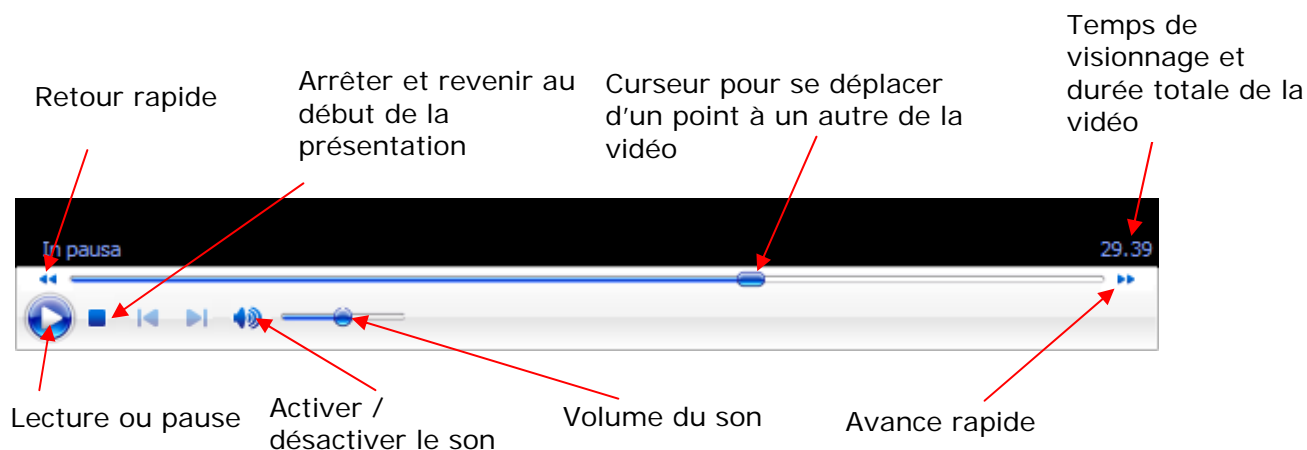 Temps de
visionnage et
durée totale de la
vidéo
Retour rapide
Arrêter et revenir au
début de la
présentation
Curseur pour se déplacer
d'un point à un autre de la
vidéo
In pausa
29.39
Lecture ou pause
Activer /
désactiver le son
Volume du son
Avance rapide